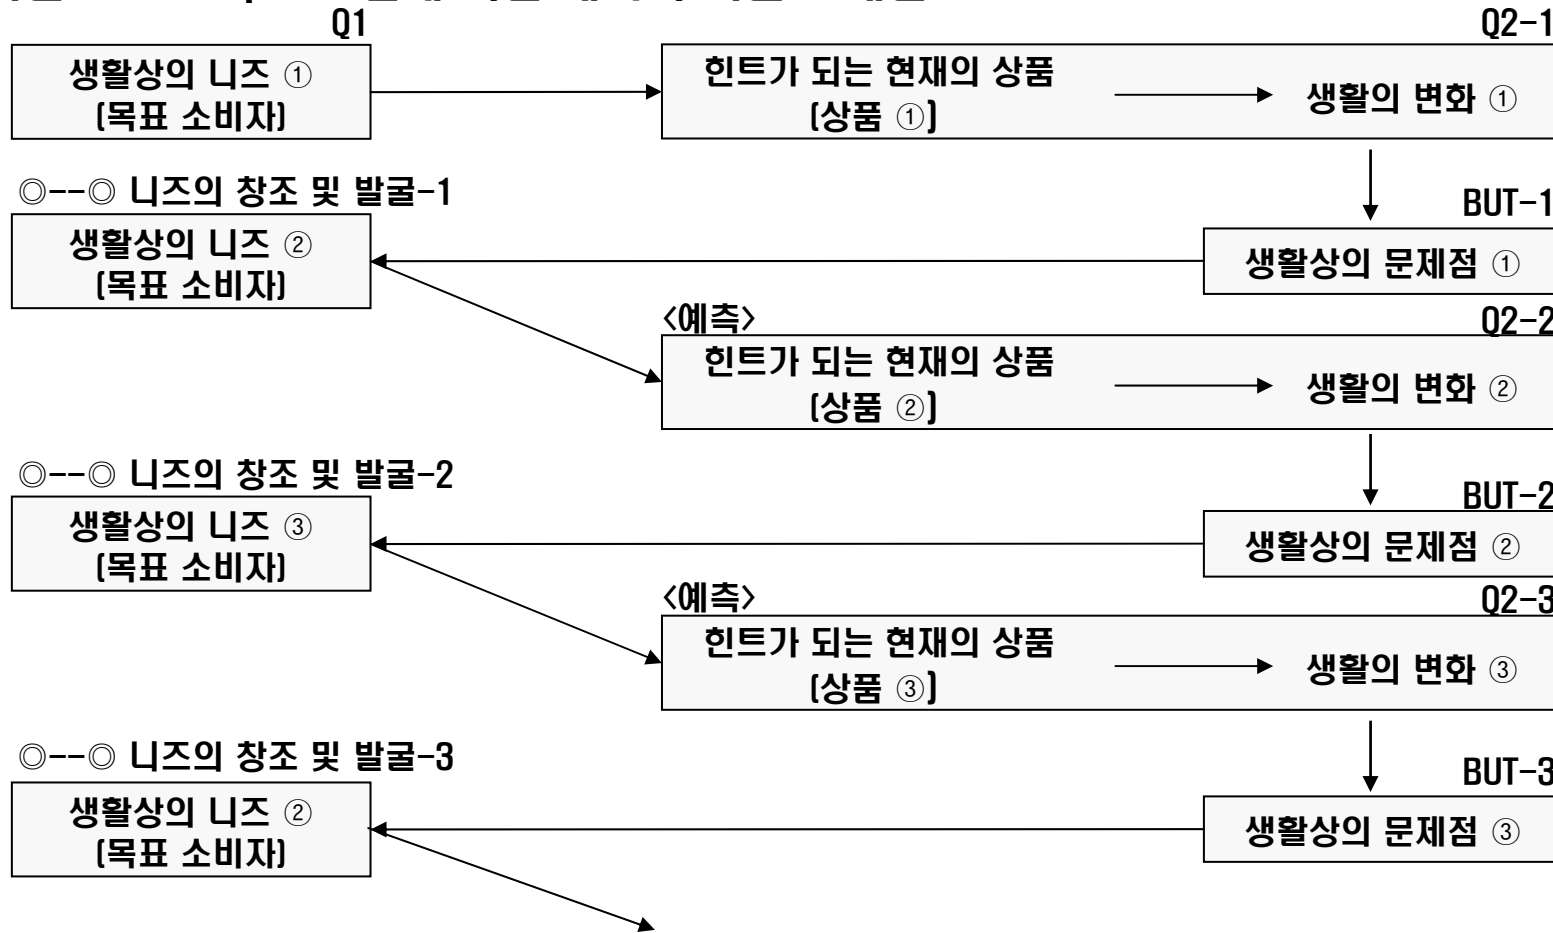 Q1
Q2-1
생활상의 니즈 ①
(목표 소비자)
힌트가 되는 현재의 상품
(상품 ①)
생활의 변화 ①
◎--◎ 니즈의 창조 및 발굴-1
BUT-1
생활상의 니즈 ②
(목표 소비자)
생활상의 문제점 ①
<예측>
Q2-2
힌트가 되는 현재의 상품
(상품 ②)
생활의 변화 ②
◎--◎ 니즈의 창조 및 발굴-2
BUT-2
생활상의 니즈 ③
(목표 소비자)
생활상의 문제점 ②
<예측>
Q2-3
힌트가 되는 현재의 상품
(상품 ③)
생활의 변화 ③
◎--◎ 니즈의 창조 및 발굴-3
BUT-3
생활상의 니즈 ②
(목표 소비자)
생활상의 문제점 ③